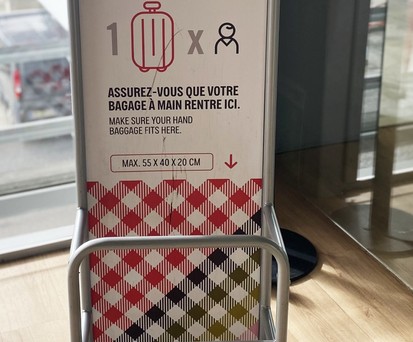 1 x
ASSUREZ-VOUS QUE VOTRE
BAGAGE À MAIN RENTRE ICI.
MAKE SURE YOUR HAND
BAGGAGE FITS HERE.
MAX. 55 X 40 X 20 CM